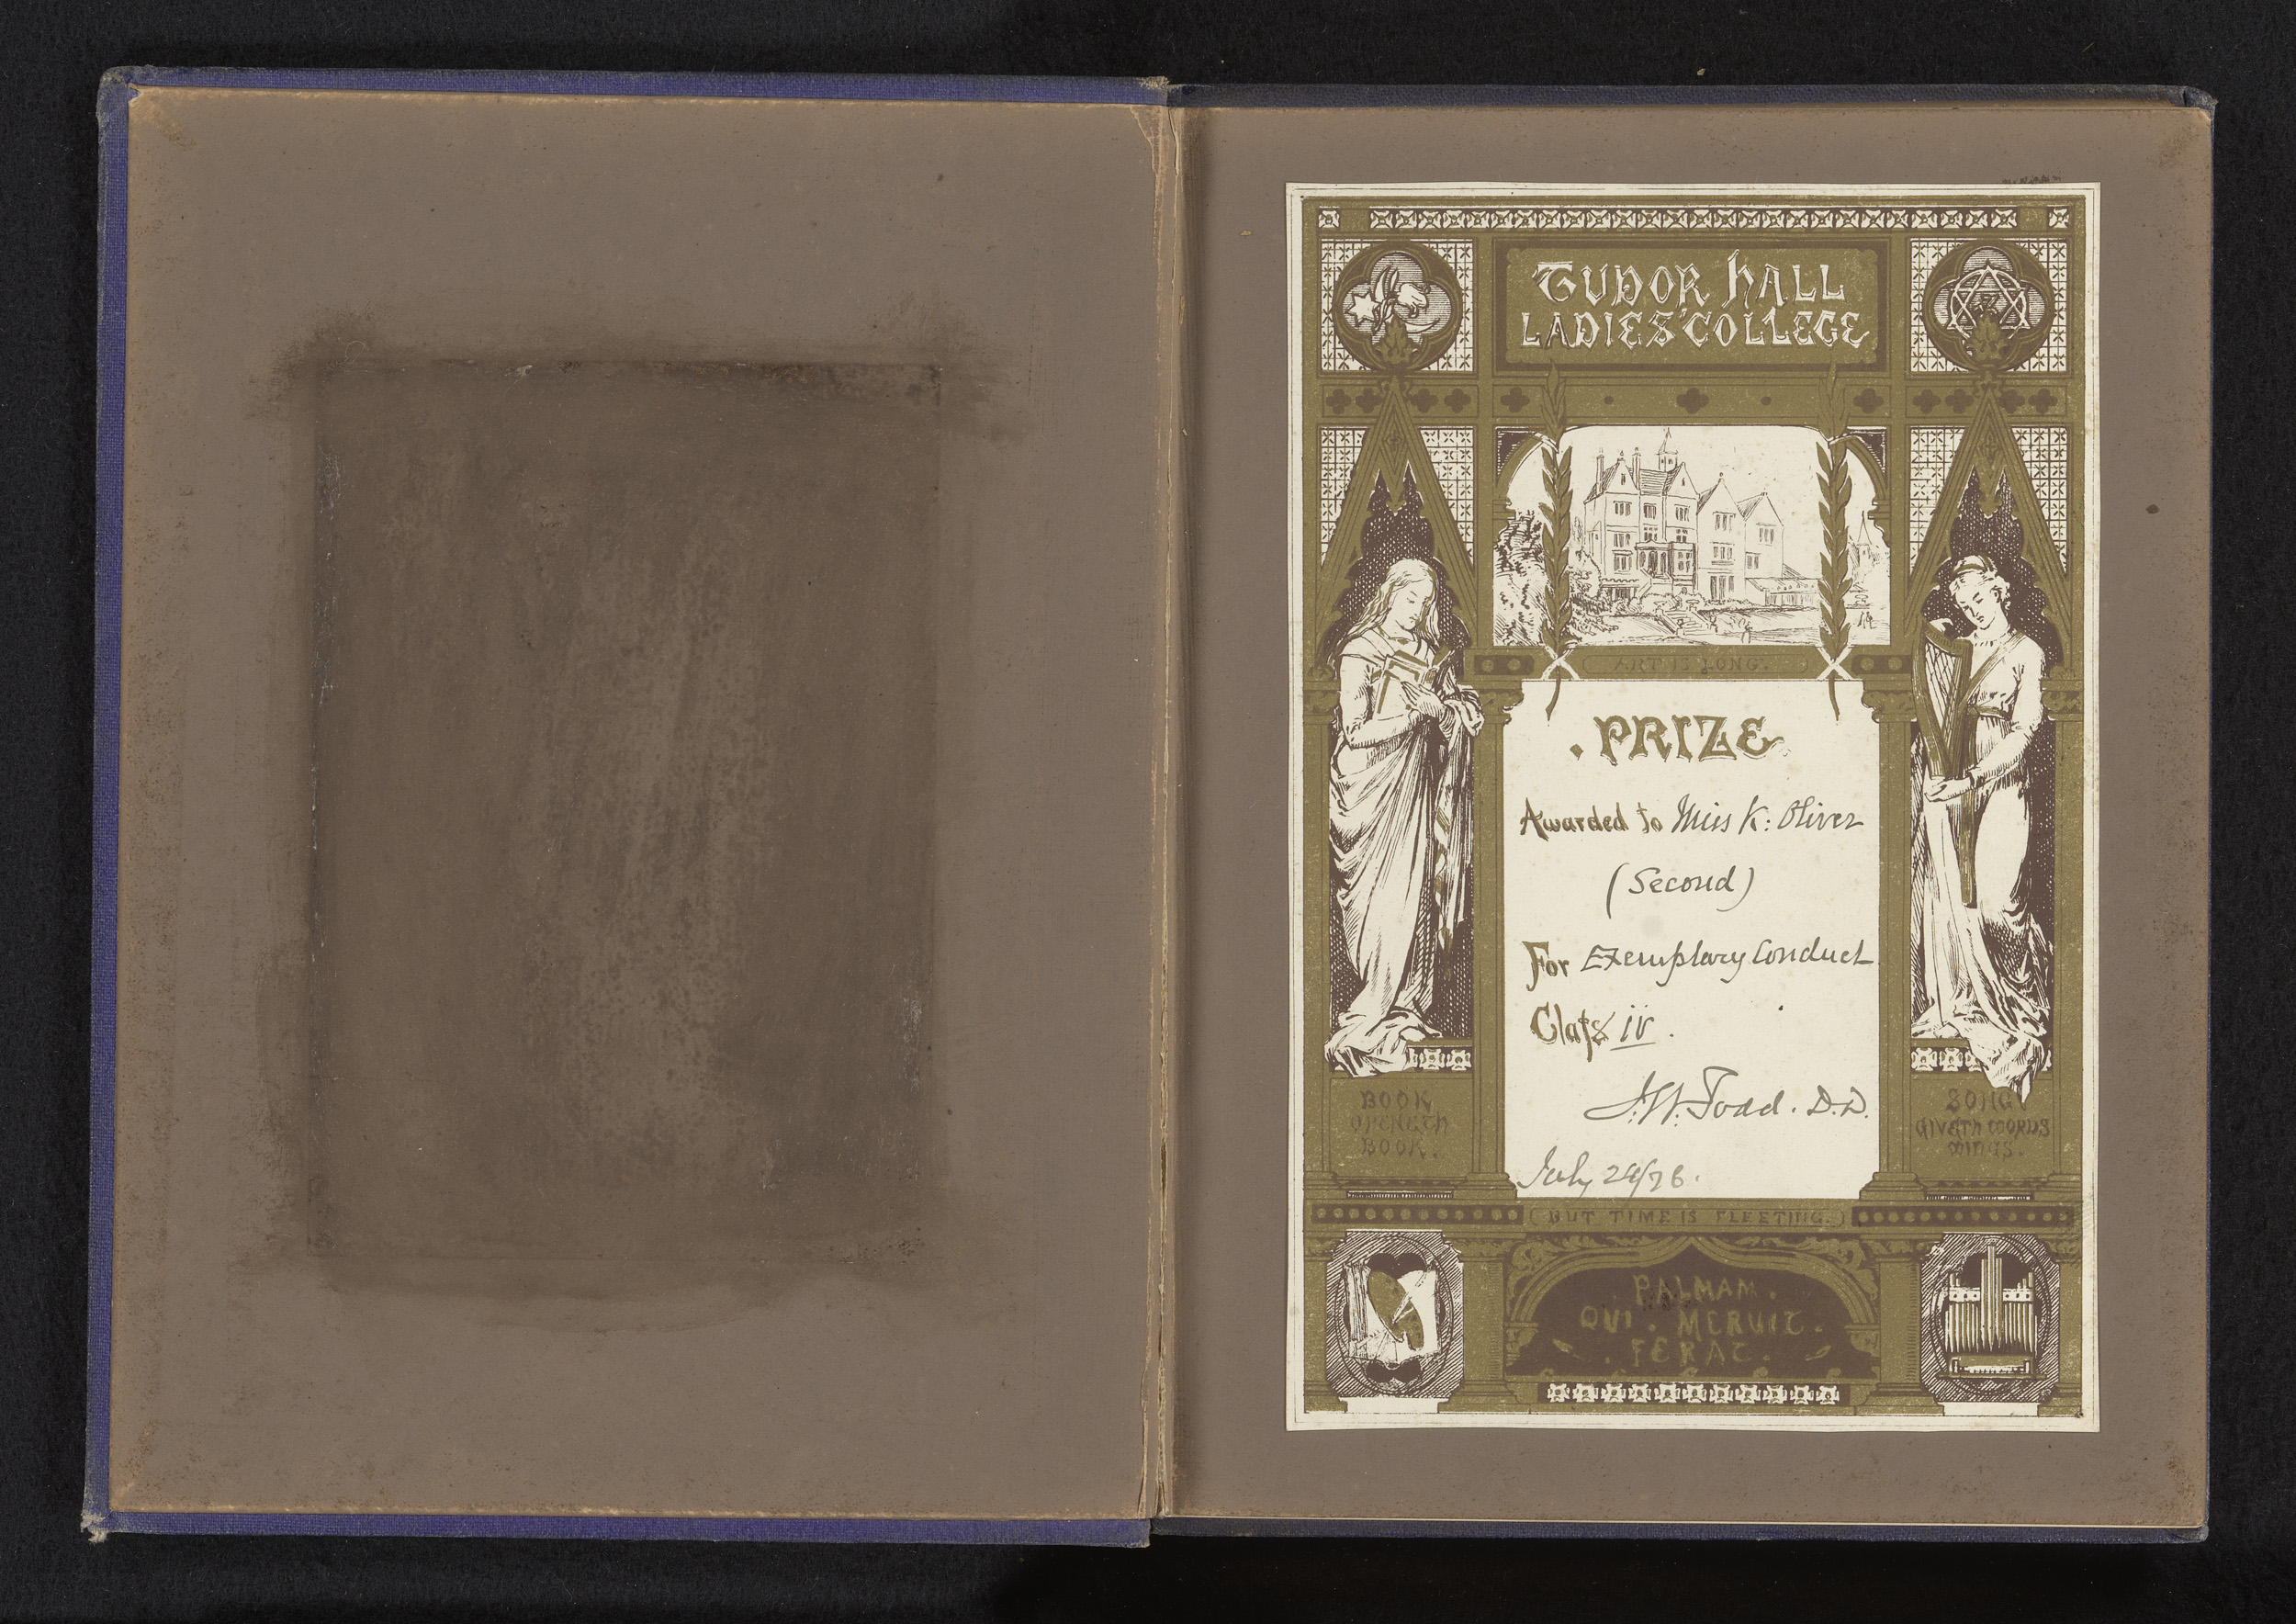 TUDOR HALL
LADIES' COLLEGE
ART IS LONG.
PRIZE
Awarded to Miss K: Oliver
(Second)
For Exemplary Conduct
Claſs iv.
J.W. Todd. D.D.
July 24/76.
BOOK
OPENETH
BOOK.
SONG
GIVETH WORDS
WINGS.
(BUT TIME IS FLEETING.)
PALMAM.
QUI. MERUIT.
FERAT.